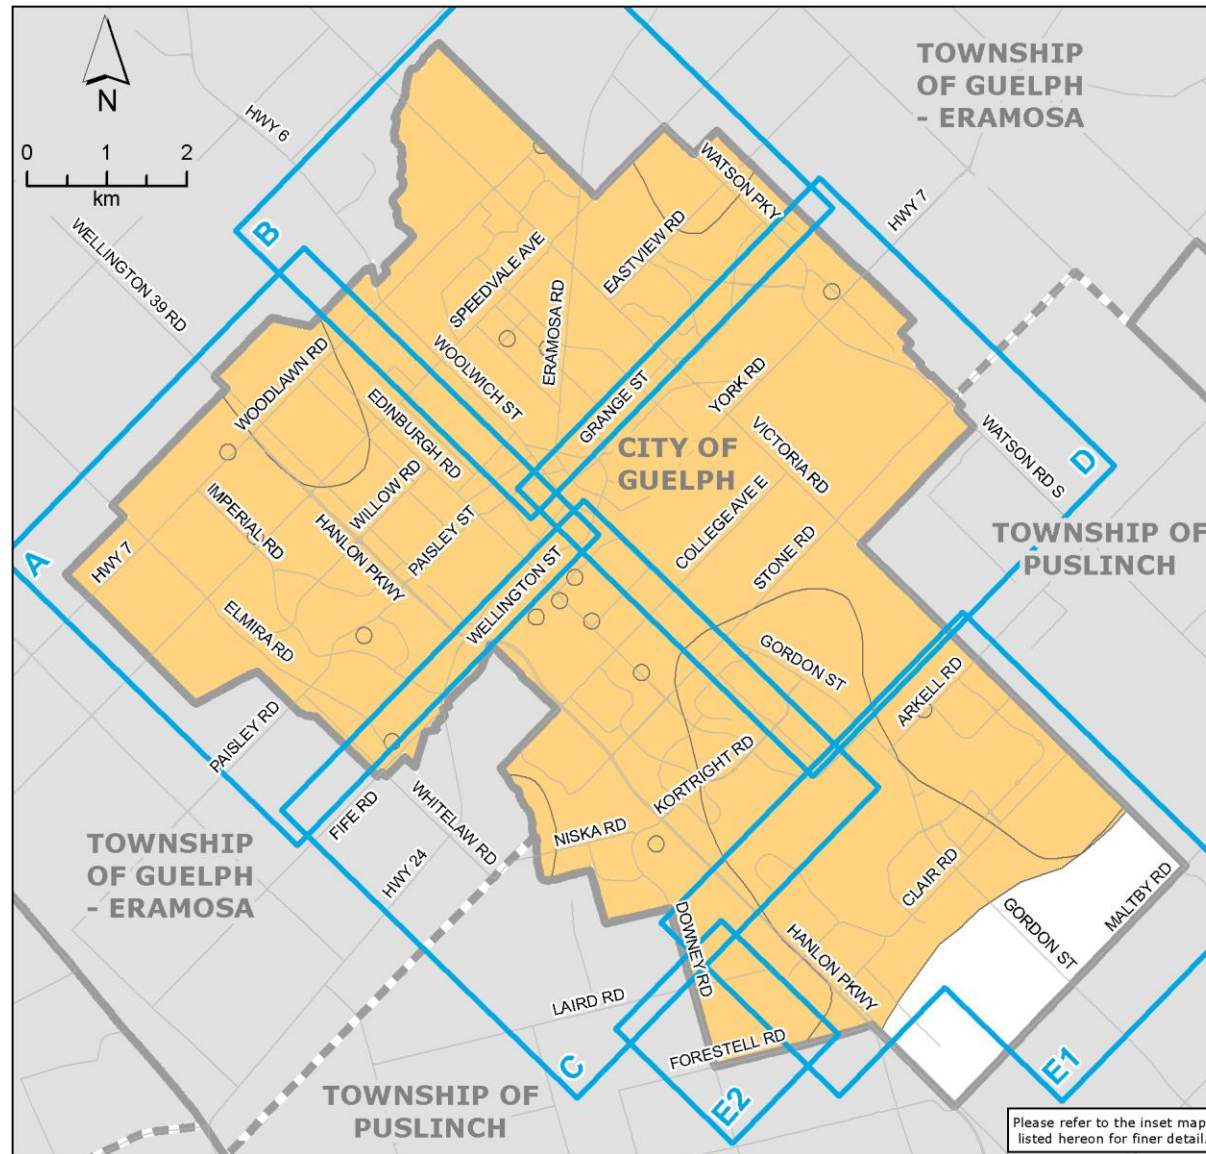 TOWNSHIP
OF GUELPH
- ERAMOSA
N
0 1 2
km
HWY 6
WELLINGTON 39 RD
B
WATSON PKY
HWY 7
EASTVIEW RD
SPEEDVALE AVE
ERAMOSA RD
WOOLWICH ST
WOODLAWN RD
EDINBURGH RD
GRANGE ST
YORK RD
VICTORIA RD
CITY OF
GUELPH
WATSON RD S
D
WILLOW RD
IMPERIAL RD
HANLON PKWY
PAISLEY ST
COLLEGE AVE E
STONE RD
TOWNSHIP OF
PUSLINCH
A
HWY 7
WELLINGTON ST
ELMIRA RD
GORDON ST
ARKELL RD
PAISLEY RD
FIFE RD
WHITELAW RD
KORTRIGHT RD
NISKA RD
TOWNSHIP
OF GUELPH
- ERAMOSA
HWY 24
CLAIR RD
MALTBY RD
GORDON ST
DOWNEY RD
HANLON PKWY
LAIRD RD
FORESTELL RD
C
E2
E1
TOWNSHIP OF
PUSLINCH
Please refer to the inset map
listed hereon for finer detail.